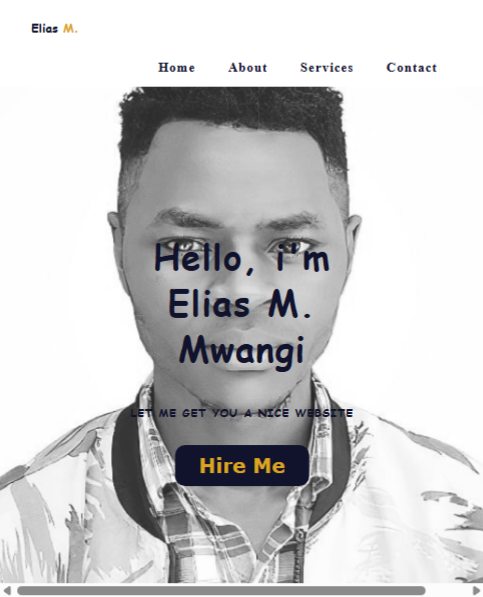 Elias M.
Home About Services Contact
Hello, i'm
Elias M.
Mwangi
LET ME GET YOU A NICE WEBSITE
Hire Me